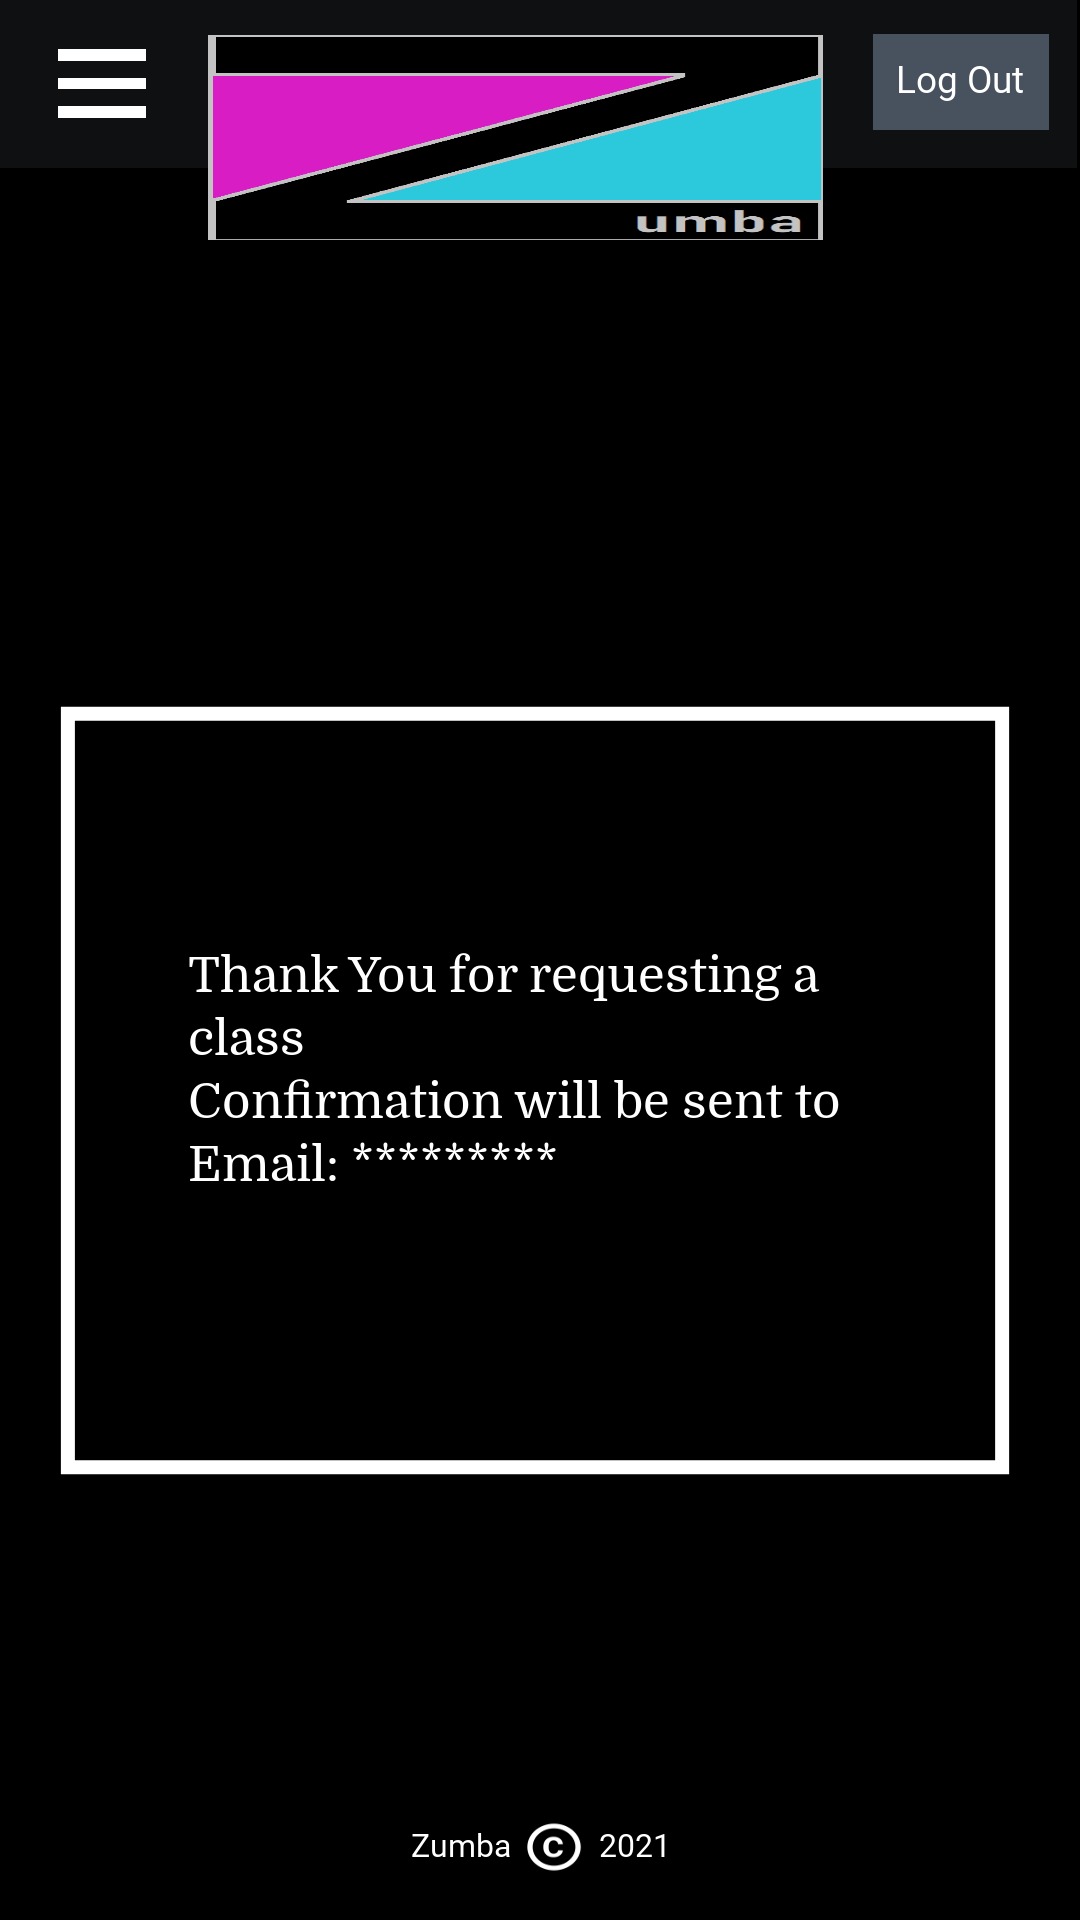 Log Out
umba
Thank You for requesting a
class
Confirmation will be sent to
Email: *********
Zumba © 2021